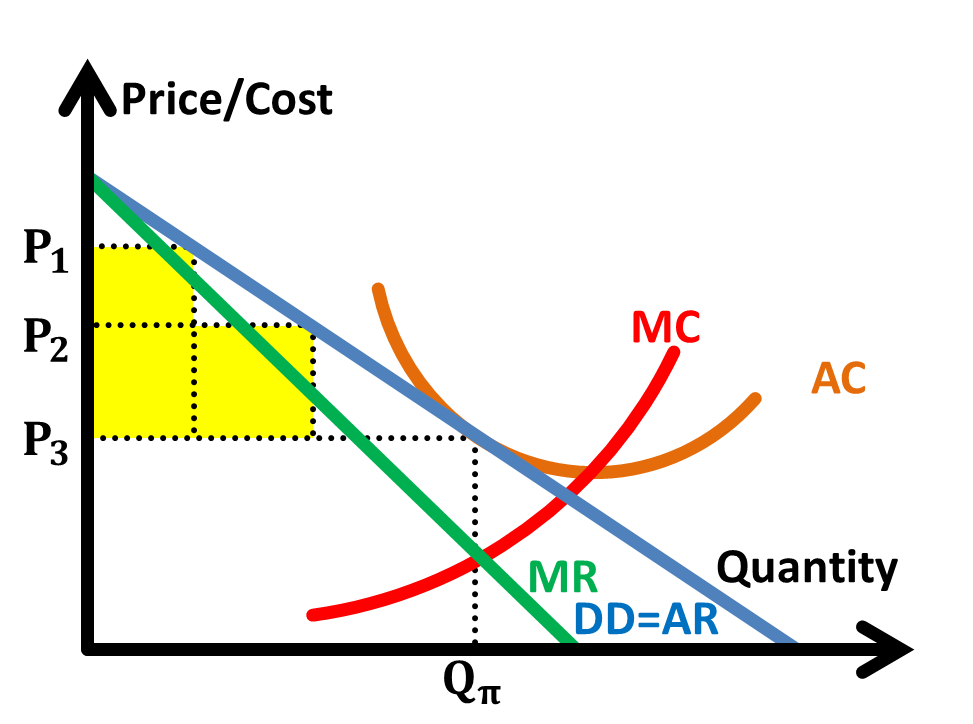 Price/Cost
P₁
MC
P₂
AC
P₃
Quantity
MR
DD=AR
Qπ